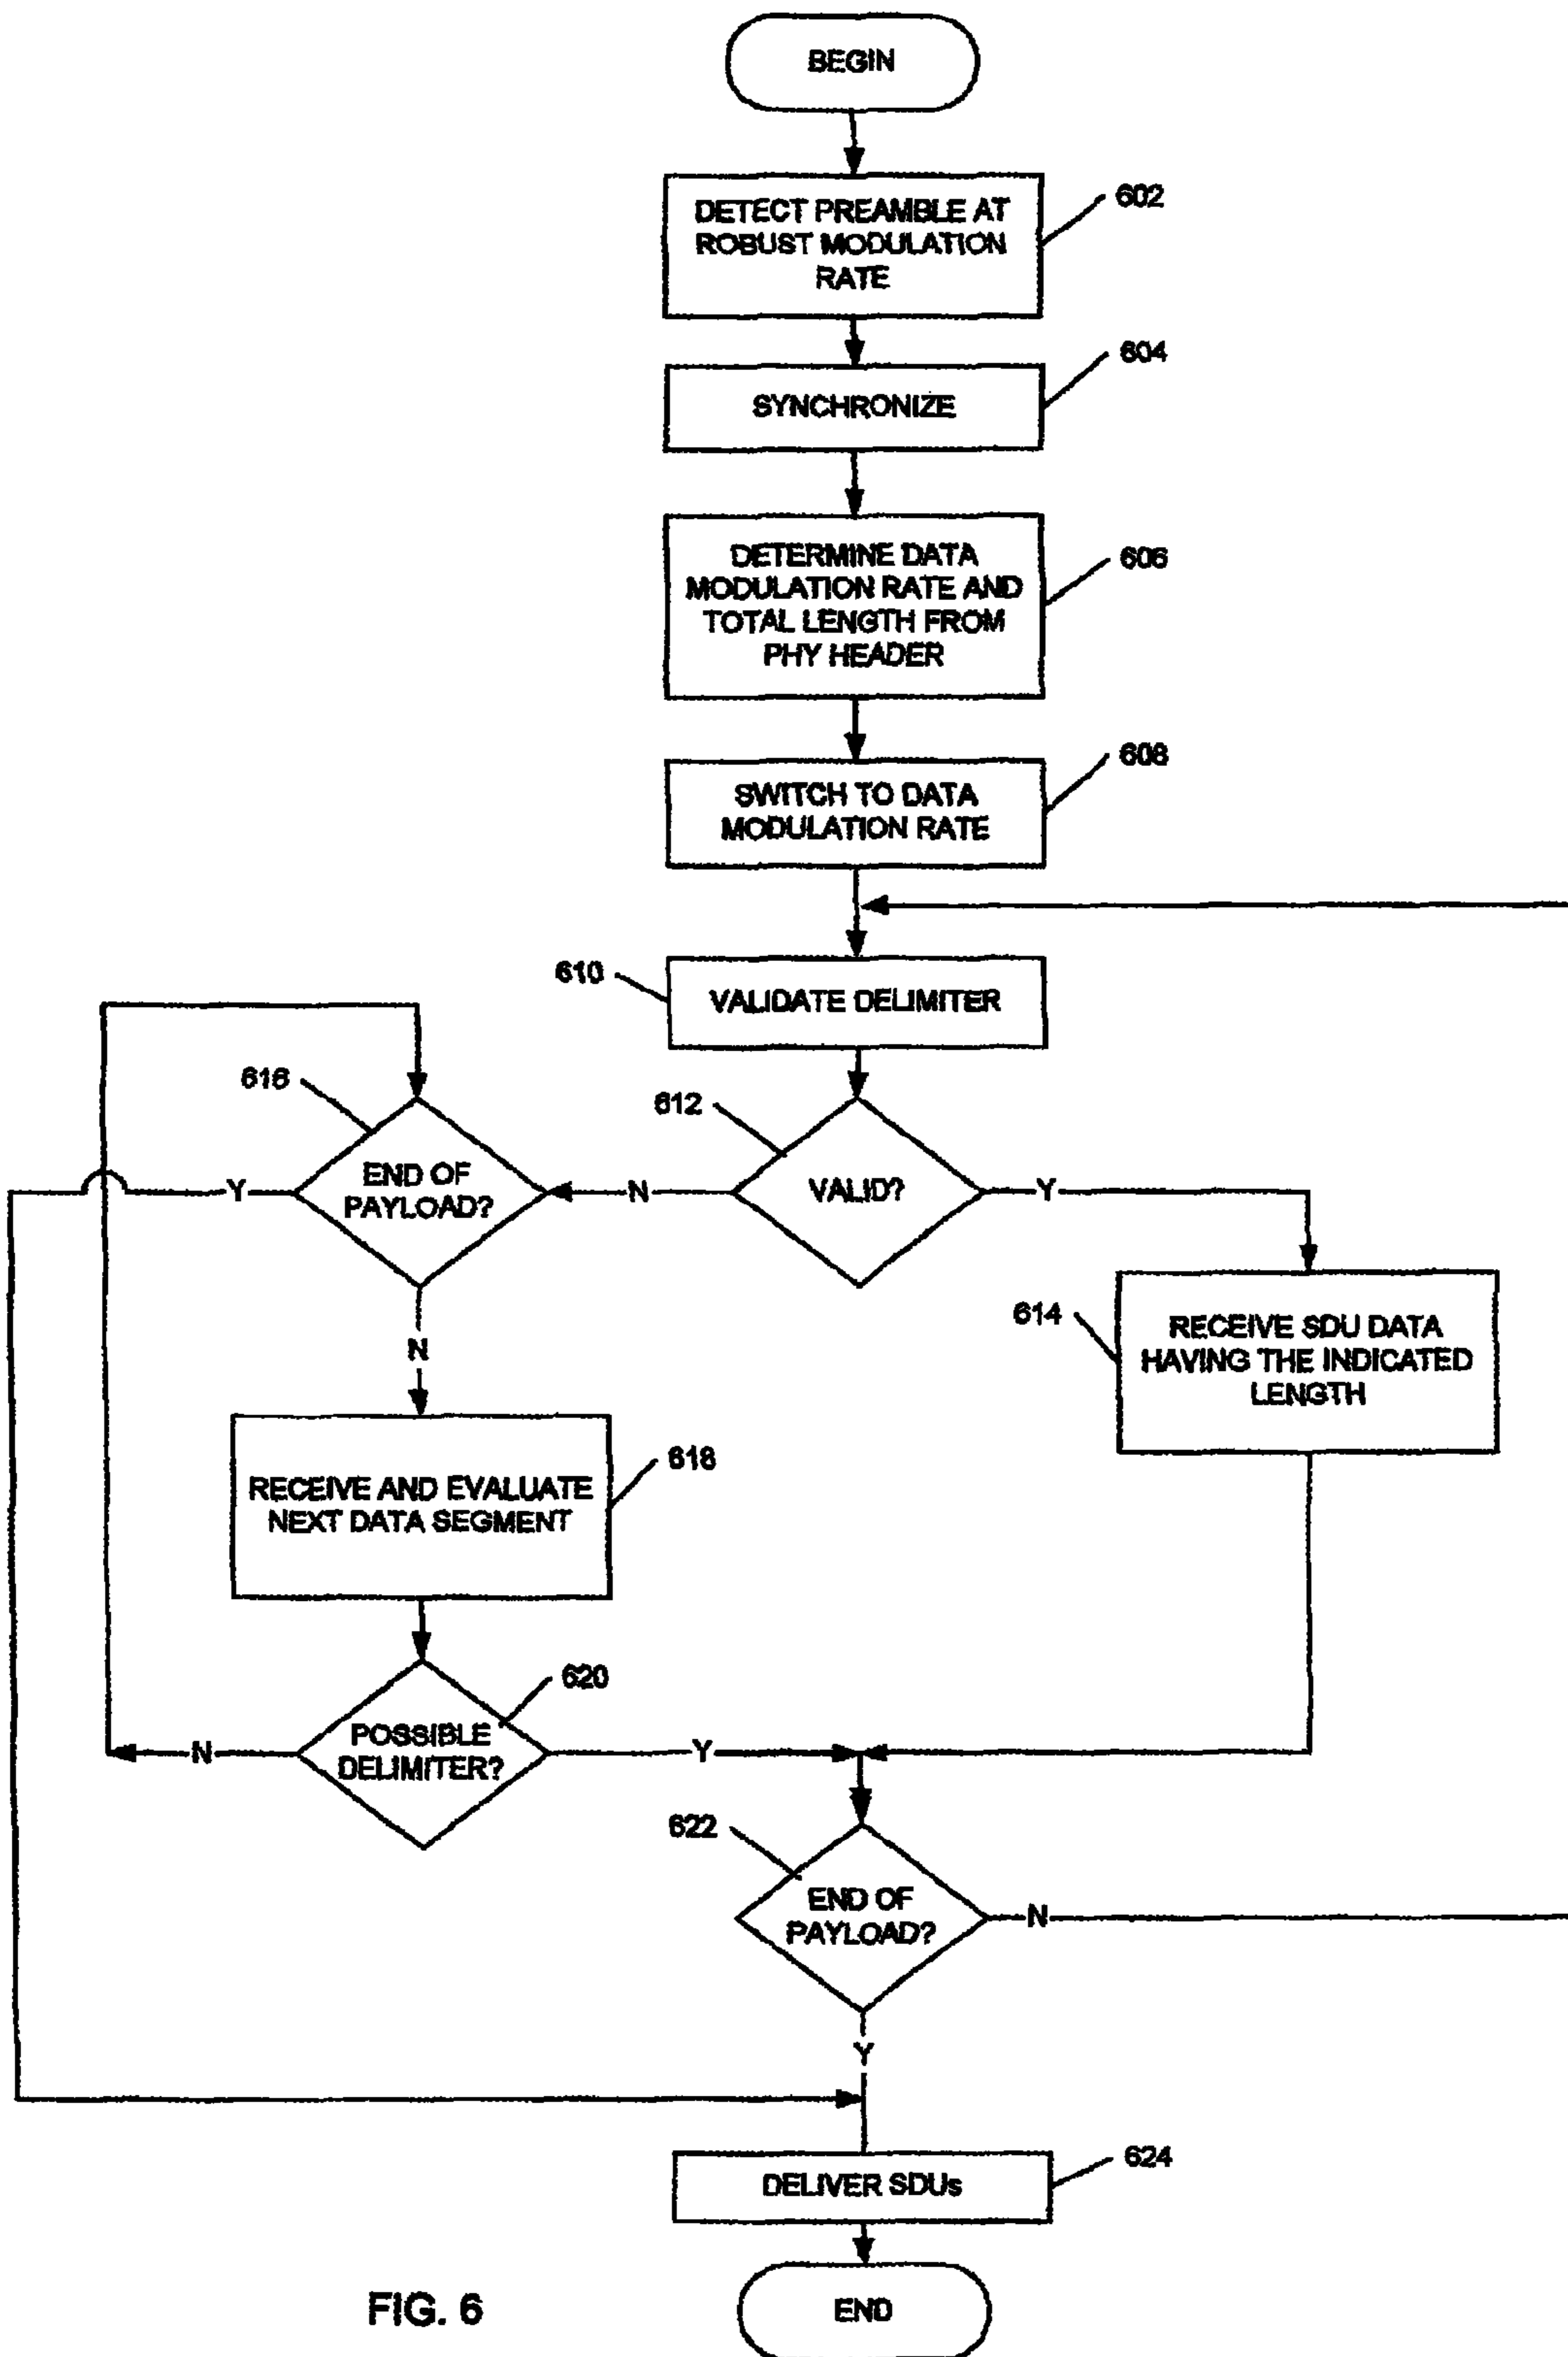 BEGIN
DETECT PREAMBLE AT
ROBUST MODULATION
RATE
602
SYNCHRONIZE
604
DETERMINE DATA
MODULATION RATE AND
TOTAL LENGTH FROM
PHY HEADER
606
SWITCH TO DATA
MODULATION RATE
608
610
VALIDATE DELIMITER
616
612
END OF
PAYLOAD?
Y
N
VALID?
Y
N
614
RECEIVE SDU DATA
HAVING THE INDICATED
LENGTH
RECEIVE AND EVALUATE
NEXT DATA SEGMENT
618
620
POSSIBLE
DELIMITER?
N
Y
622
END OF
PAYLOAD?
N
Y
DELIVER SDUs
624
FIG. 6
END